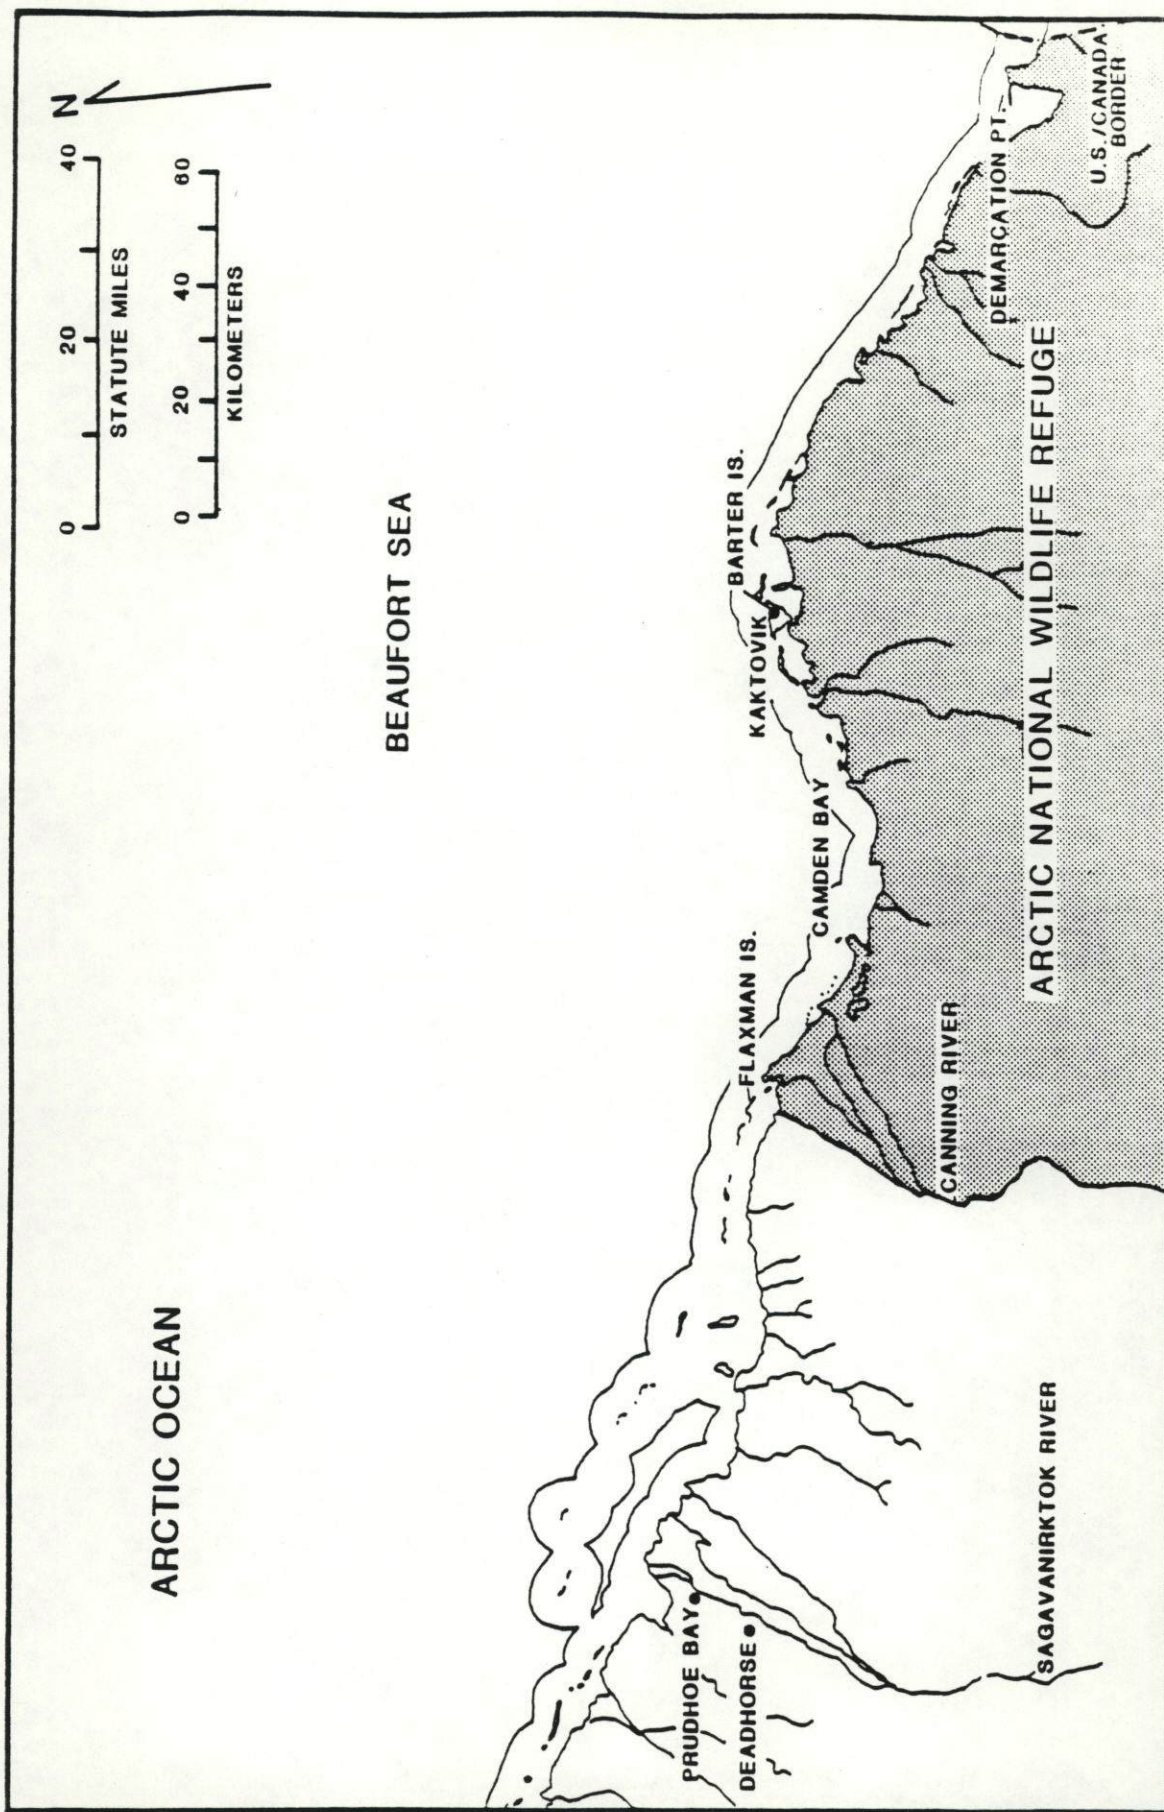 N
0 20 40
STATUTE MILES
0 20 40 60
KILOMETERS
ARCTIC OCEAN
BEAUFORT SEA
PRUDHOE BAY
DEADHORSE
SAGAVANIRKTOK RIVER
FLAXMAN IS.
CAMDEN BAY
CANNING RIVER
KAKTOVIK
BARTER IS.
ARCTIC NATIONAL WILDLIFE REFUGE
DEMARCATION PT.
U.S./CANADA
BORDER